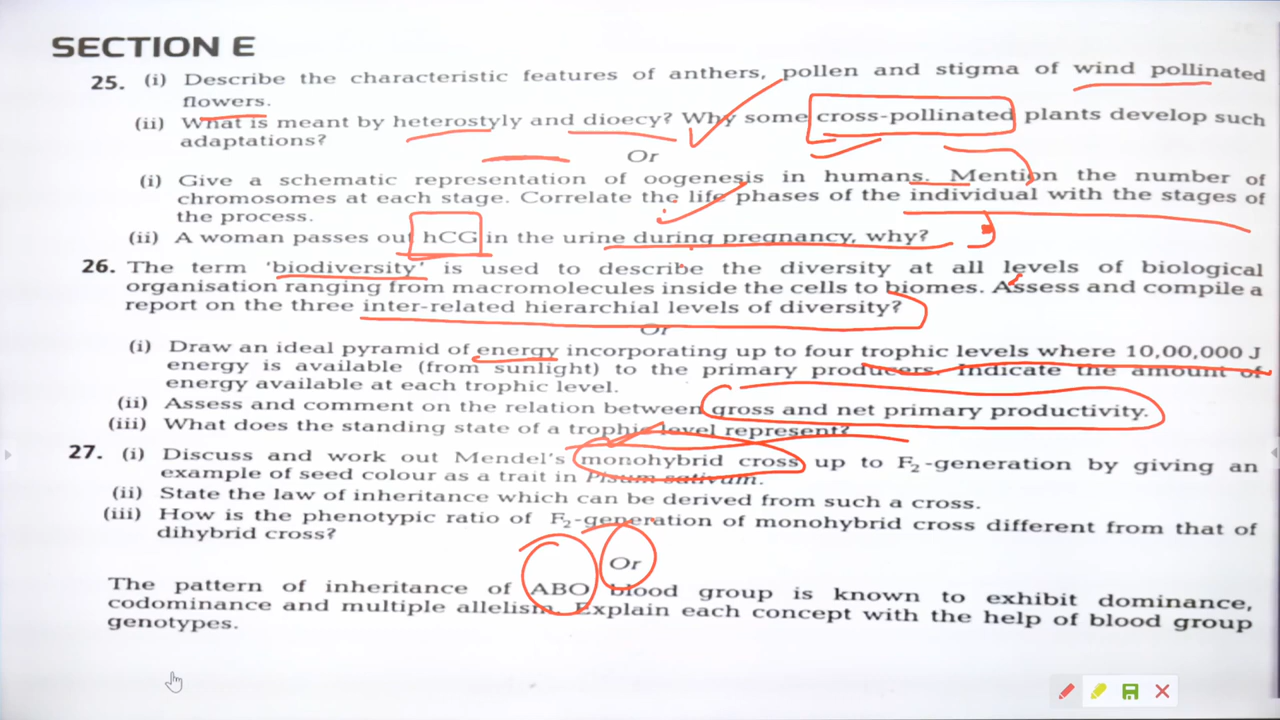 SECTION E
25. (i) Describe the characteristic features of anthers, pollen and stigma of wind pollinated
flowers.
(ii) What is meant by heterostyly and dioecy? Why some cross-pollinated plants develop such
adaptations?
Or
(i) Give a schematic representation of oogenesis in humans. Mention the number of
chromosomes at each stage. Correlate the life phases of the individual with the stages of
the process.
(ii) A woman passes out hCG in the urine during pregnancy, why?
26. The term 'biodiversity' is used to describe the diversity at all levels of biological
organisation ranging from macromolecules inside the cells to biomes. Assess and compile a
report on the three inter-related hierarchial levels of diversity?
Or
(i) Draw an ideal pyramid of energy incorporating up to four trophic levels where 10,00,000 J
energy is available (from sunlight) to the primary producers. Indicate the amount of
energy available at each trophic level.
(ii) Assess and comment on the relation between gross and net primary productivity.
(iii) What does the standing state of a trophic level represent?
27. (i) Discuss and work out Mendel's monohybrid cross up to F₂-generation by giving an
example of seed colour as a trait in Pisum sativum.
(ii) State the law of inheritance which can be derived from such a cross.
(iii) How is the phenotypic ratio of F₂-generation of monohybrid cross different from that of
dihybrid cross?
Or
The pattern of inheritance of ABO blood group is known to exhibit dominance,
codominance and multiple allelism. Explain each concept with the help of blood group
genotypes.